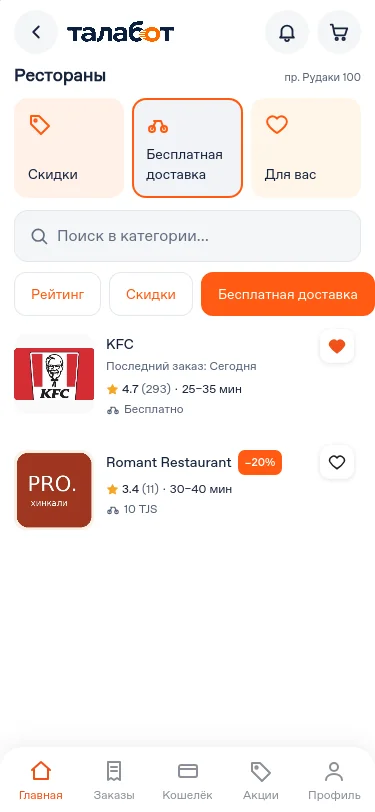 талабот
Рестораны
пр. Рудаки 100
Скидки
Бесплатная
доставка
Для вас
Поиск в категории...
Рейтинг
Скидки
Бесплатная доставка
KFC
KFC
Последний заказ: Сегодня
4.7 (293) · 25–35 мин
Бесплатно
PRO.
хинкали
Romant Restaurant
−20%
3.4 (11) · 30–40 мин
10 TJS
Главная
Заказы
Кошелёк
Акции
Профиль